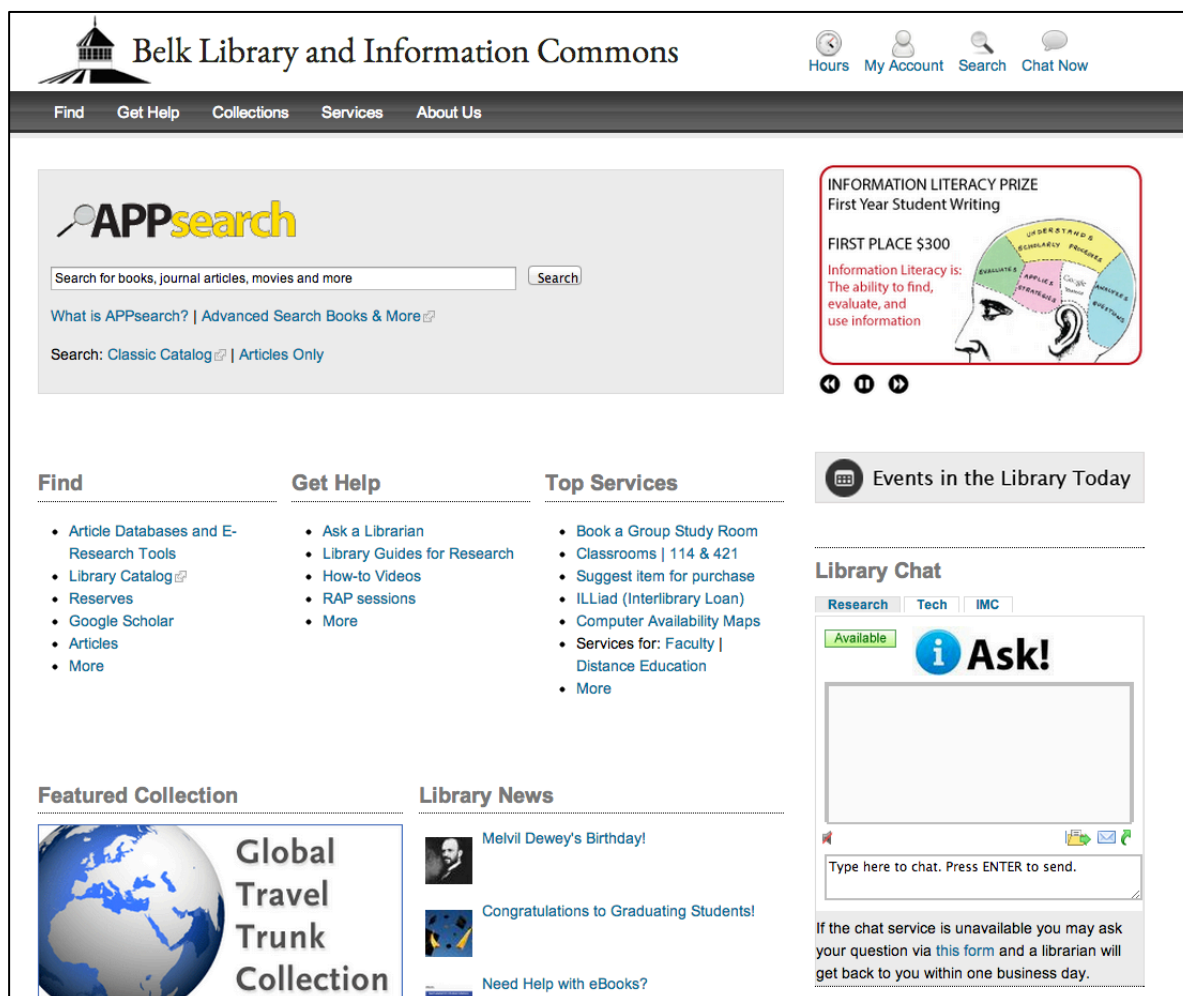 Belk Library and Information Commons
Hours
My Account
Search
Chat Now
Find
Get Help
Collections
Services
About Us
APPsearch
Search for books, journal articles, movies and more
Search
What is APPsearch? | Advanced Search Books & More
Search: Classic Catalog | Articles Only
INFORMATION LITERACY PRIZE
First Year Student Writing
FIRST PLACE $300
Information Literacy is:
The ability to find,
evaluate, and
use information
UNDERSTANDS
SCHOLARLY PROCESSES
EVALUATES
APPLIES
STRATEGIES
Google
ANALYZES
QUESTIONS
Find
Article Databases and E-
Research Tools
Library Catalog
Reserves
Google Scholar
Articles
More
Get Help
Ask a Librarian
Library Guides for Research
How-to Videos
RAP sessions
More
Top Services
Book a Group Study Room
Classrooms | 114 & 421
Suggest item for purchase
ILLiad (Interlibrary Loan)
Computer Availability Maps
Services for: Faculty |
Distance Education
More
Events in the Library Today
Library Chat
Research
Tech
IMC
Available
i Ask!
Type here to chat. Press ENTER to send.
If the chat service is unavailable you may ask
your question via this form and a librarian will
get back to you within one business day.
Featured Collection
Global
Travel
Trunk
Collection
Library News
Melvil Dewey's Birthday!
Congratulations to Graduating Students!
Need Help with eBooks?